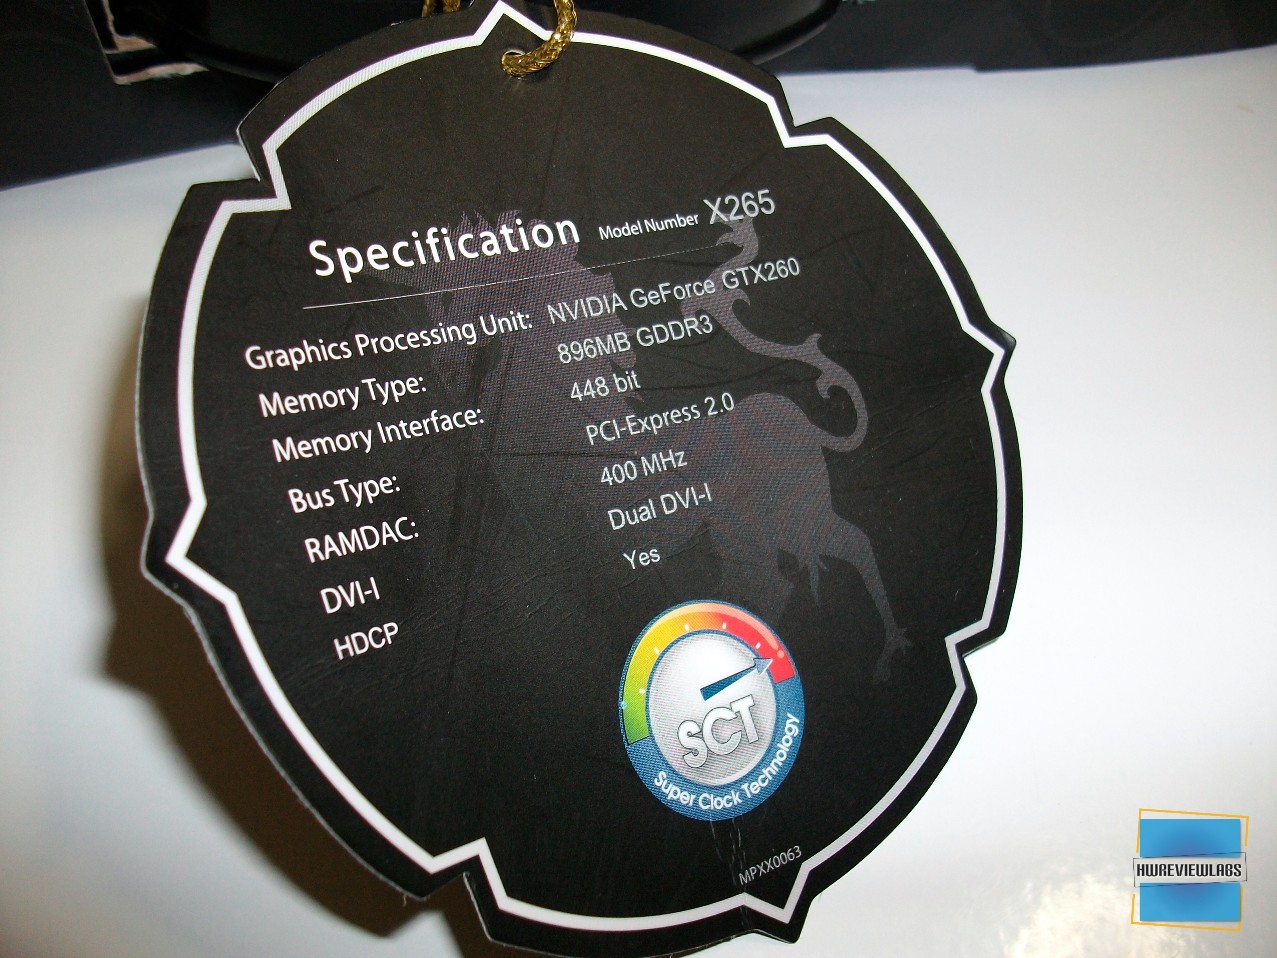 Specification Model Number X265
Graphics Processing Unit: NVIDIA GeForce GTX260
Memory Type: 896MB GDDR3
Memory Interface: 448 bit
Bus Type: PCI-Express 2.0
RAMDAC: 400 MHz
DVI-I Dual DVI-I
HDCP Yes
SCT
Super Clock Technology
MPXX0063
HWREVIEWLABS